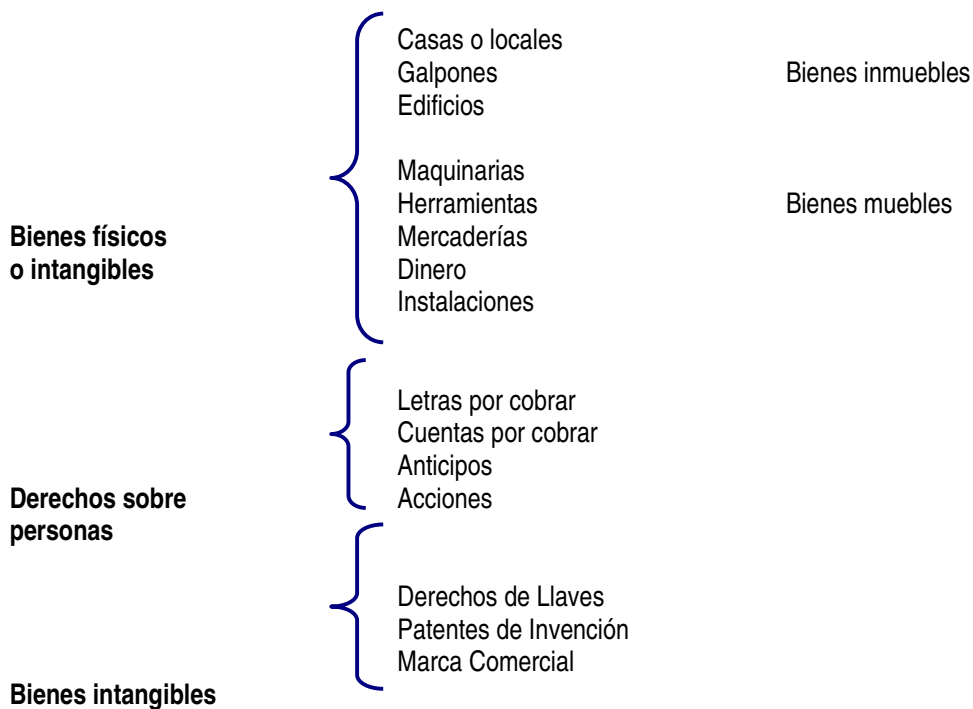 Casas o locales
Galpones Bienes inmuebles
Edificios
Maquinarias
Herramientas Bienes muebles
Bienes físicos Mercaderías
o intangibles Dinero
Instalaciones
Letras por cobrar
Cuentas por cobrar
Anticipos
Derechos sobre Acciones
personas
Derechos de Llaves
Patentes de Invención
Marca Comercial
Bienes intangibles